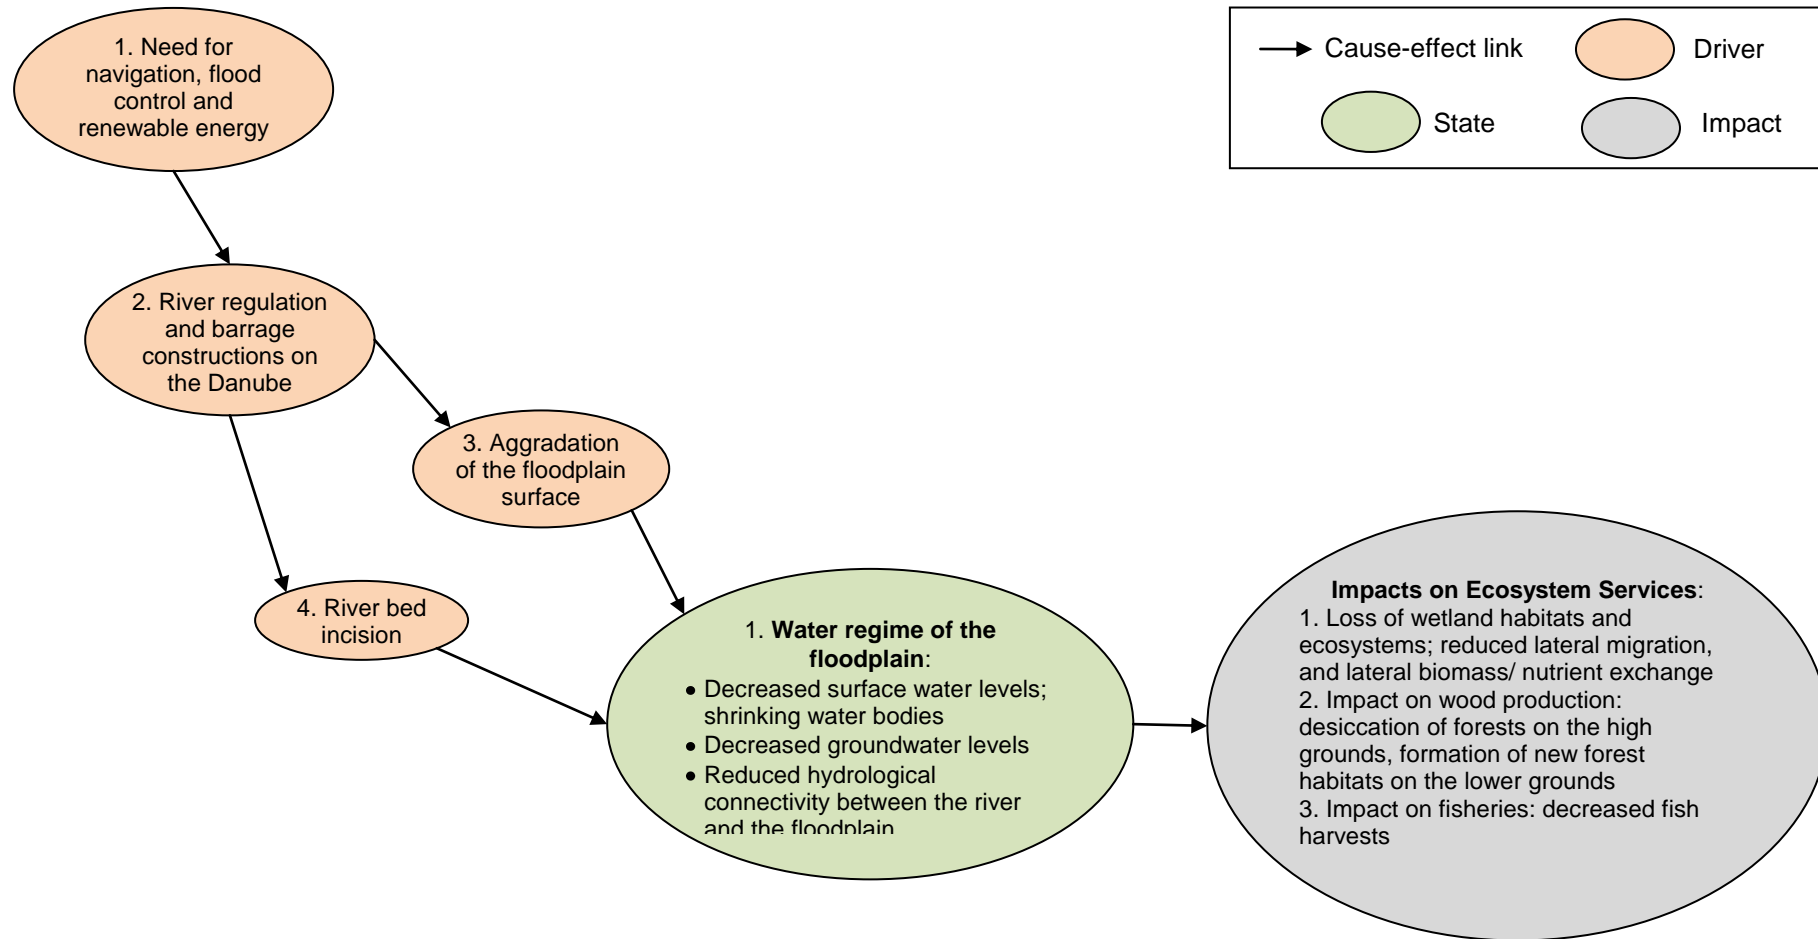 1. Need for
navigation, flood
control and
renewable energy
Cause-effect link
Driver
State
Impact
2. River regulation
and barrage
constructions on
the Danube
3. Aggradation
of the floodplain
surface
4. River bed
incision
1. Water regime of the
floodplain:
• Decreased surface water levels;
shrinking water bodies
• Decreased groundwater levels
• Reduced hydrological
connectivity between the river
and the floodplain
Impacts on Ecosystem Services:
1. Loss of wetland habitats and
ecosystems; reduced lateral migration,
and lateral biomass/ nutrient exchange
2. Impact on wood production:
desiccation of forests on the high
grounds, formation of new forest
habitats on the lower grounds
3. Impact on fisheries: decreased fish
harvests